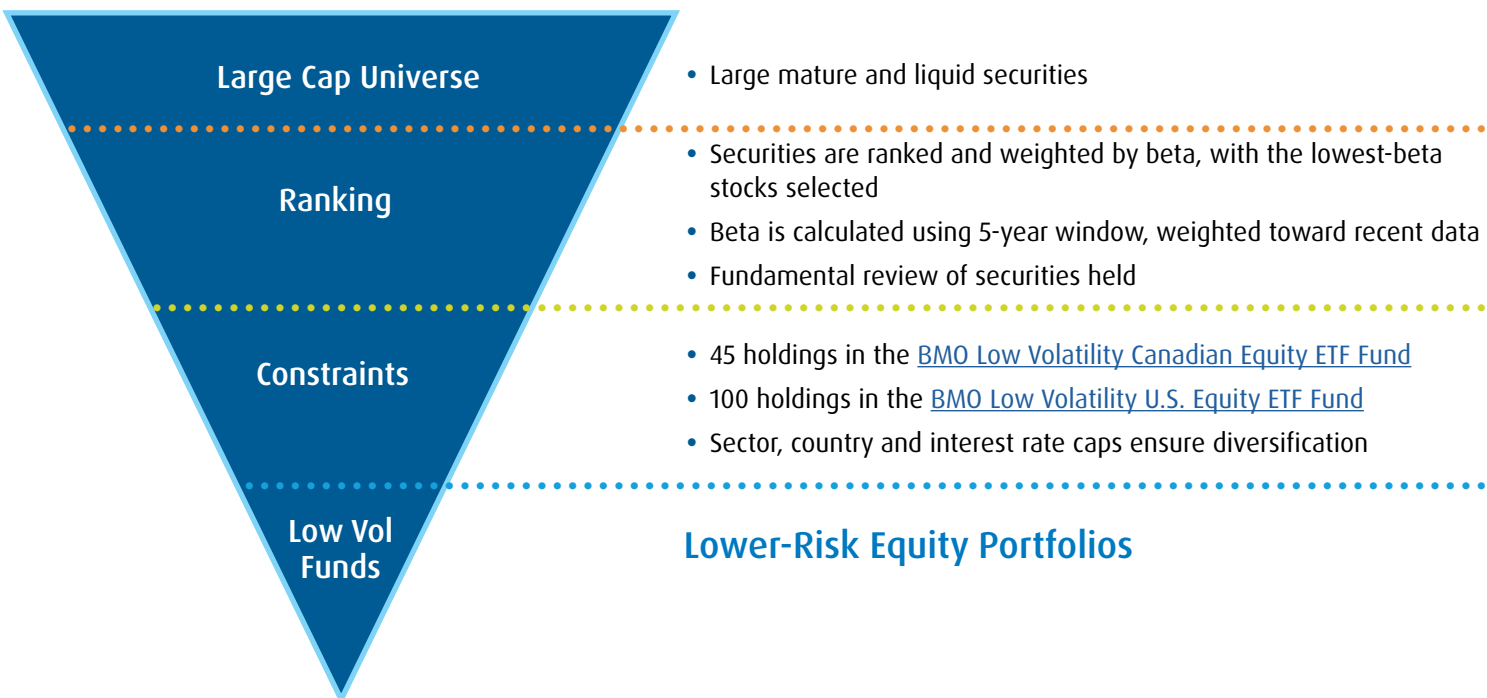 Large Cap Universe
• Large mature and liquid securities
Ranking
• Securities are ranked and weighted by beta, with the lowest-beta
stocks selected
• Beta is calculated using 5-year window, weighted toward recent data
• Fundamental review of securities held
Constraints
• 45 holdings in the BMO Low Volatility Canadian Equity ETF Fund
• 100 holdings in the BMO Low Volatility U.S. Equity ETF Fund
• Sector, country and interest rate caps ensure diversification
Low Vol
Funds
Lower-Risk Equity Portfolios